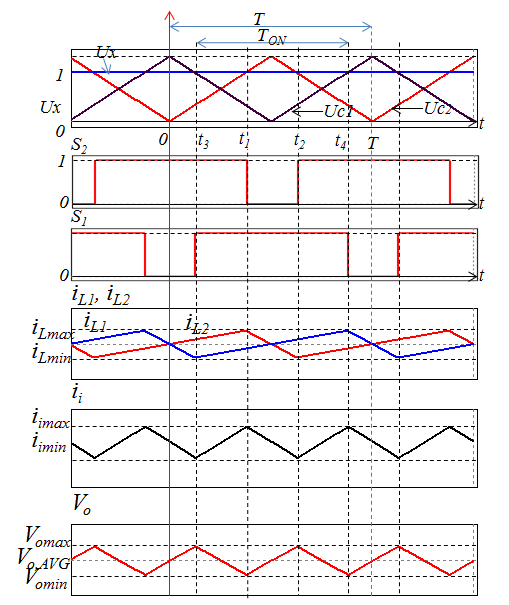 T
T_ON
Ux
1
Ux
Uc1
Uc2
t
0
0 t3 t1 t2 t4 T
S2
1
0
t
S1
0
t
iL1, iL2
iL1
iL2
iLmax
iLmin
ii
iimax
iimin
Vo
Vomax
Vo.AVG
Vomin